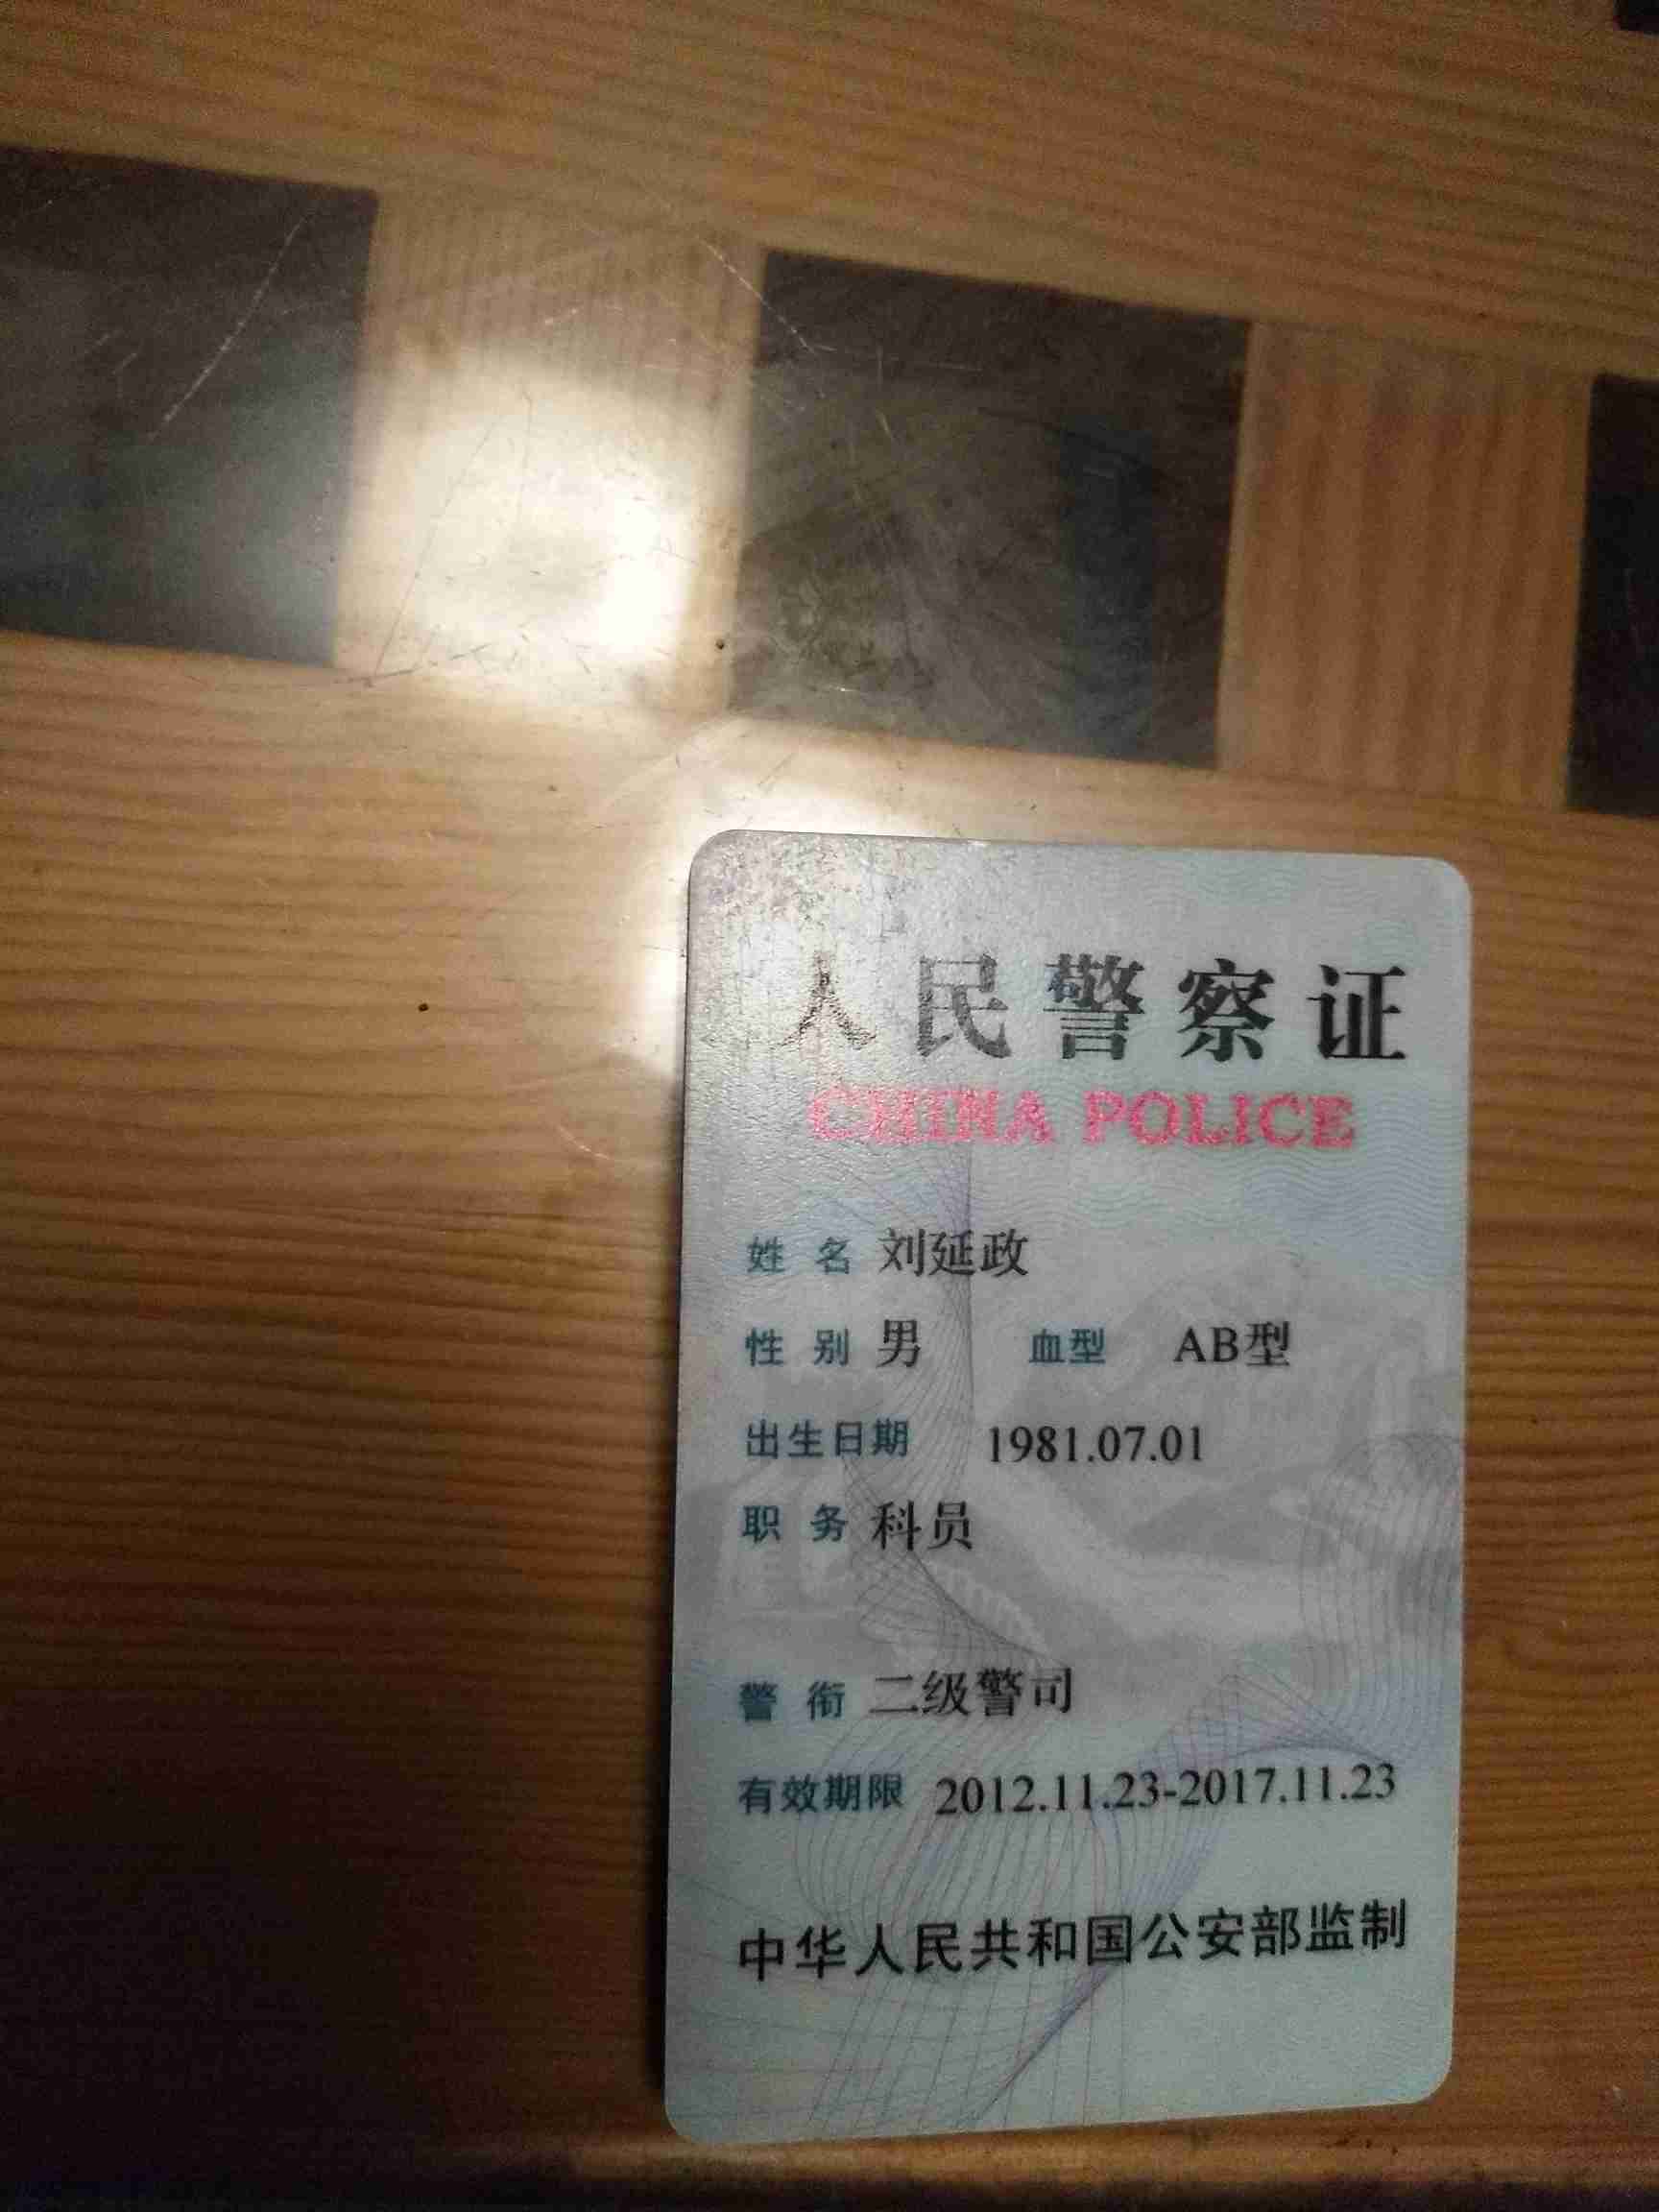 人民警察证
CHINA POLICE
姓 名 刘延政
性 别 男 血型 AB型
出生日期 1981.07.01
职 务 科员
警 衔 二级警司
有效期限 2012.11.23-2017.11.23
中华人民共和国公安部监制